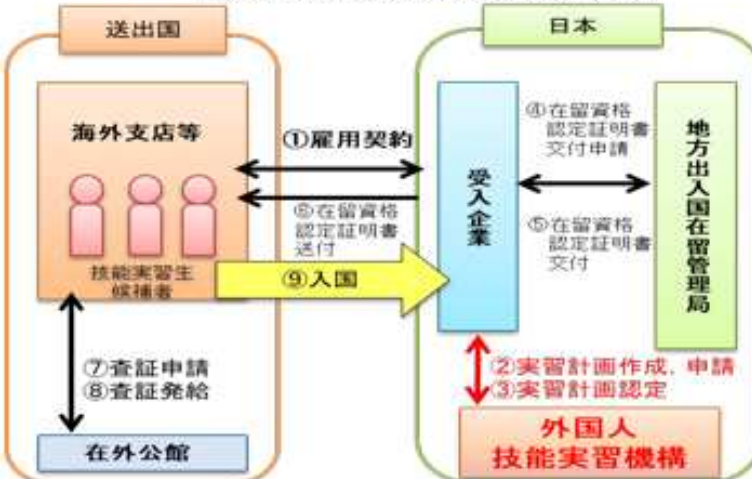 送出国
日本
海外支店等
技能実習生
候補者
①雇用契約
⑥在留資格
認定証明書
送付
⑨入国
受入企業
④在留資格
認定証明書
交付申請
⑤在留資格
認定証明書
交付
地方出入国在留管理局
⑦査証申請
⑧査証発給
在外公館
②実習計画作成，申請
③実習計画認定
外国人
技能実習機構